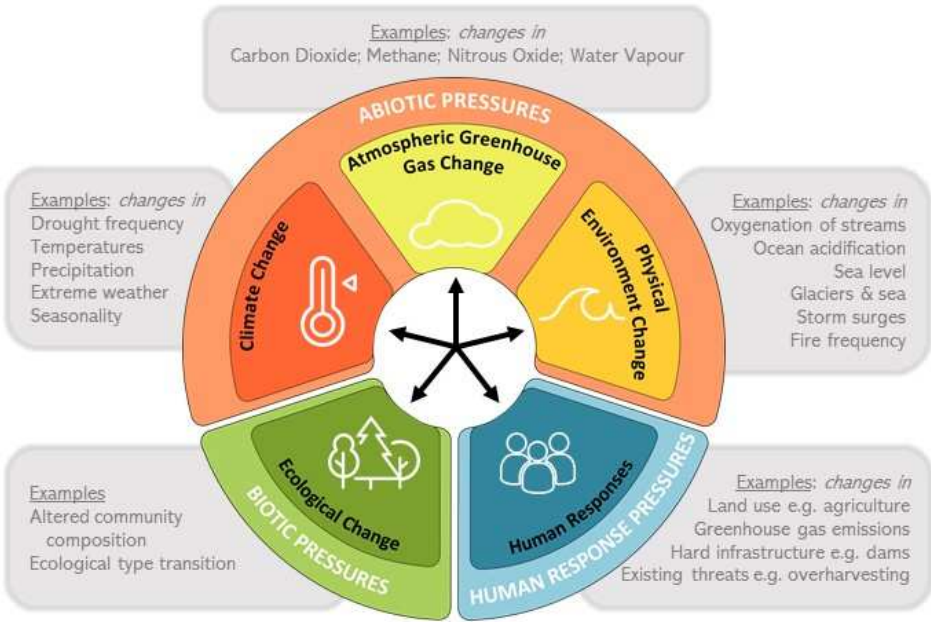 Examples: changes in
Carbon Dioxide; Methane; Nitrous Oxide; Water Vapour
ABIOTIC PRESSURES
Atmospheric Greenhouse
Gas Change
Examples: changes in
Drought frequency
Temperatures
Precipitation
Extreme weather
Seasonality
Climate Change
Physical
Environment Change
Examples: changes in
Oxygenation of streams
Ocean acidification
Sea level
Glaciers & sea
Storm surges
Fire frequency
Examples
Altered community
composition
Ecological type transition
Ecological Change
BIOTIC PRESSURES
Human Responses
HUMAN RESPONSE PRESSURES
Examples: changes in
Land use e.g. agriculture
Greenhouse gas emissions
Hard infrastructure e.g. dams
Existing threats e.g. overharvesting